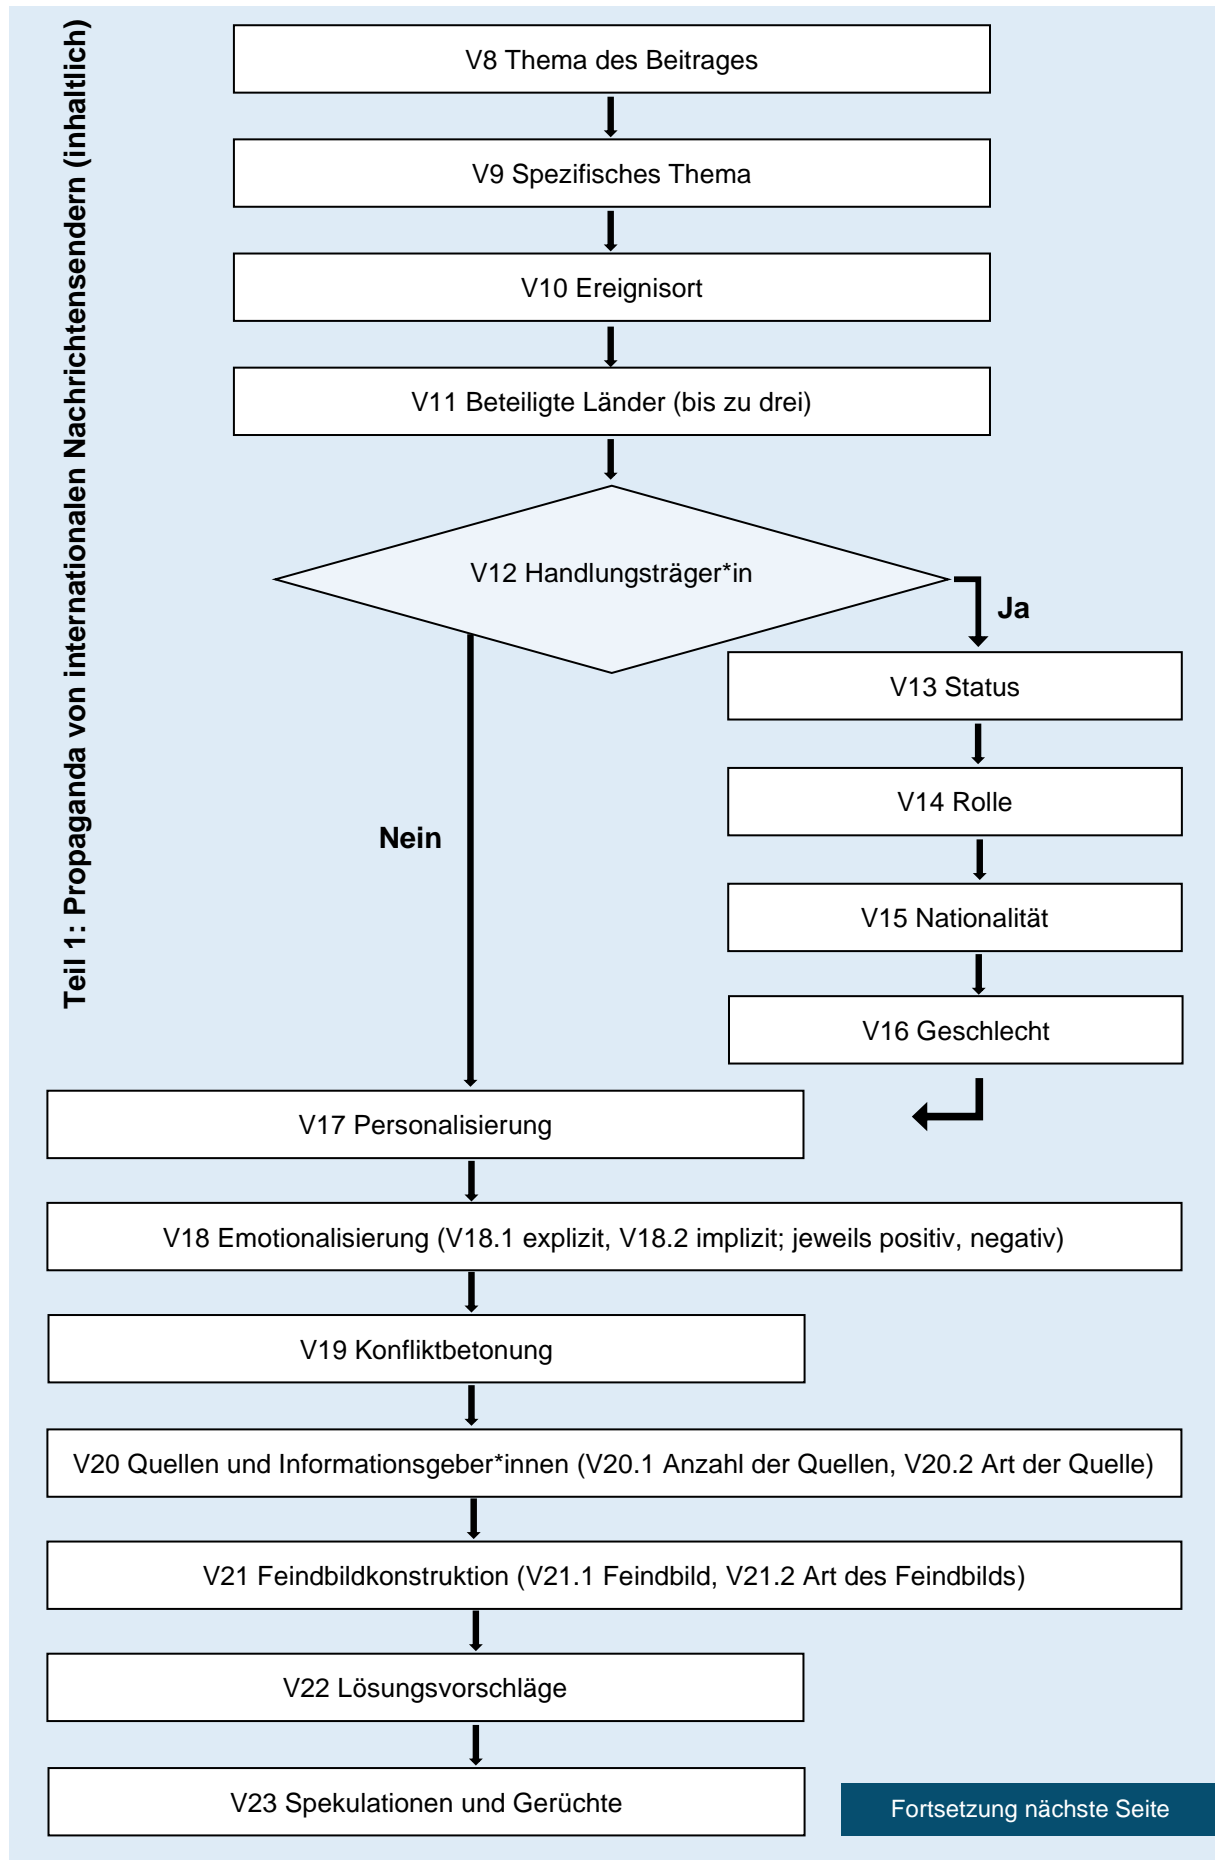 Teil 1: Propaganda von internationalen Nachrichtensendern (inhaltlich)
V8 Thema des Beitrages
V9 Spezifisches Thema
V10 Ereignisort
V11 Beteiligte Länder (bis zu drei)
V12 Handlungsträger*in
Ja
V13 Status
V14 Rolle
Nein
V15 Nationalität
V16 Geschlecht
V17 Personalisierung
V18 Emotionalisierung (V18.1 explizit, V18.2 implizit; jeweils positiv, negativ)
V19 Konfliktbetonung
V20 Quellen und Informationsgeber*innen (V20.1 Anzahl der Quellen, V20.2 Art der Quelle)
V21 Feindbildkonstruktion (V21.1 Feindbild, V21.2 Art des Feindbilds)
V22 Lösungsvorschläge
V23 Spekulationen und Gerüchte
Fortsetzung nächste Seite